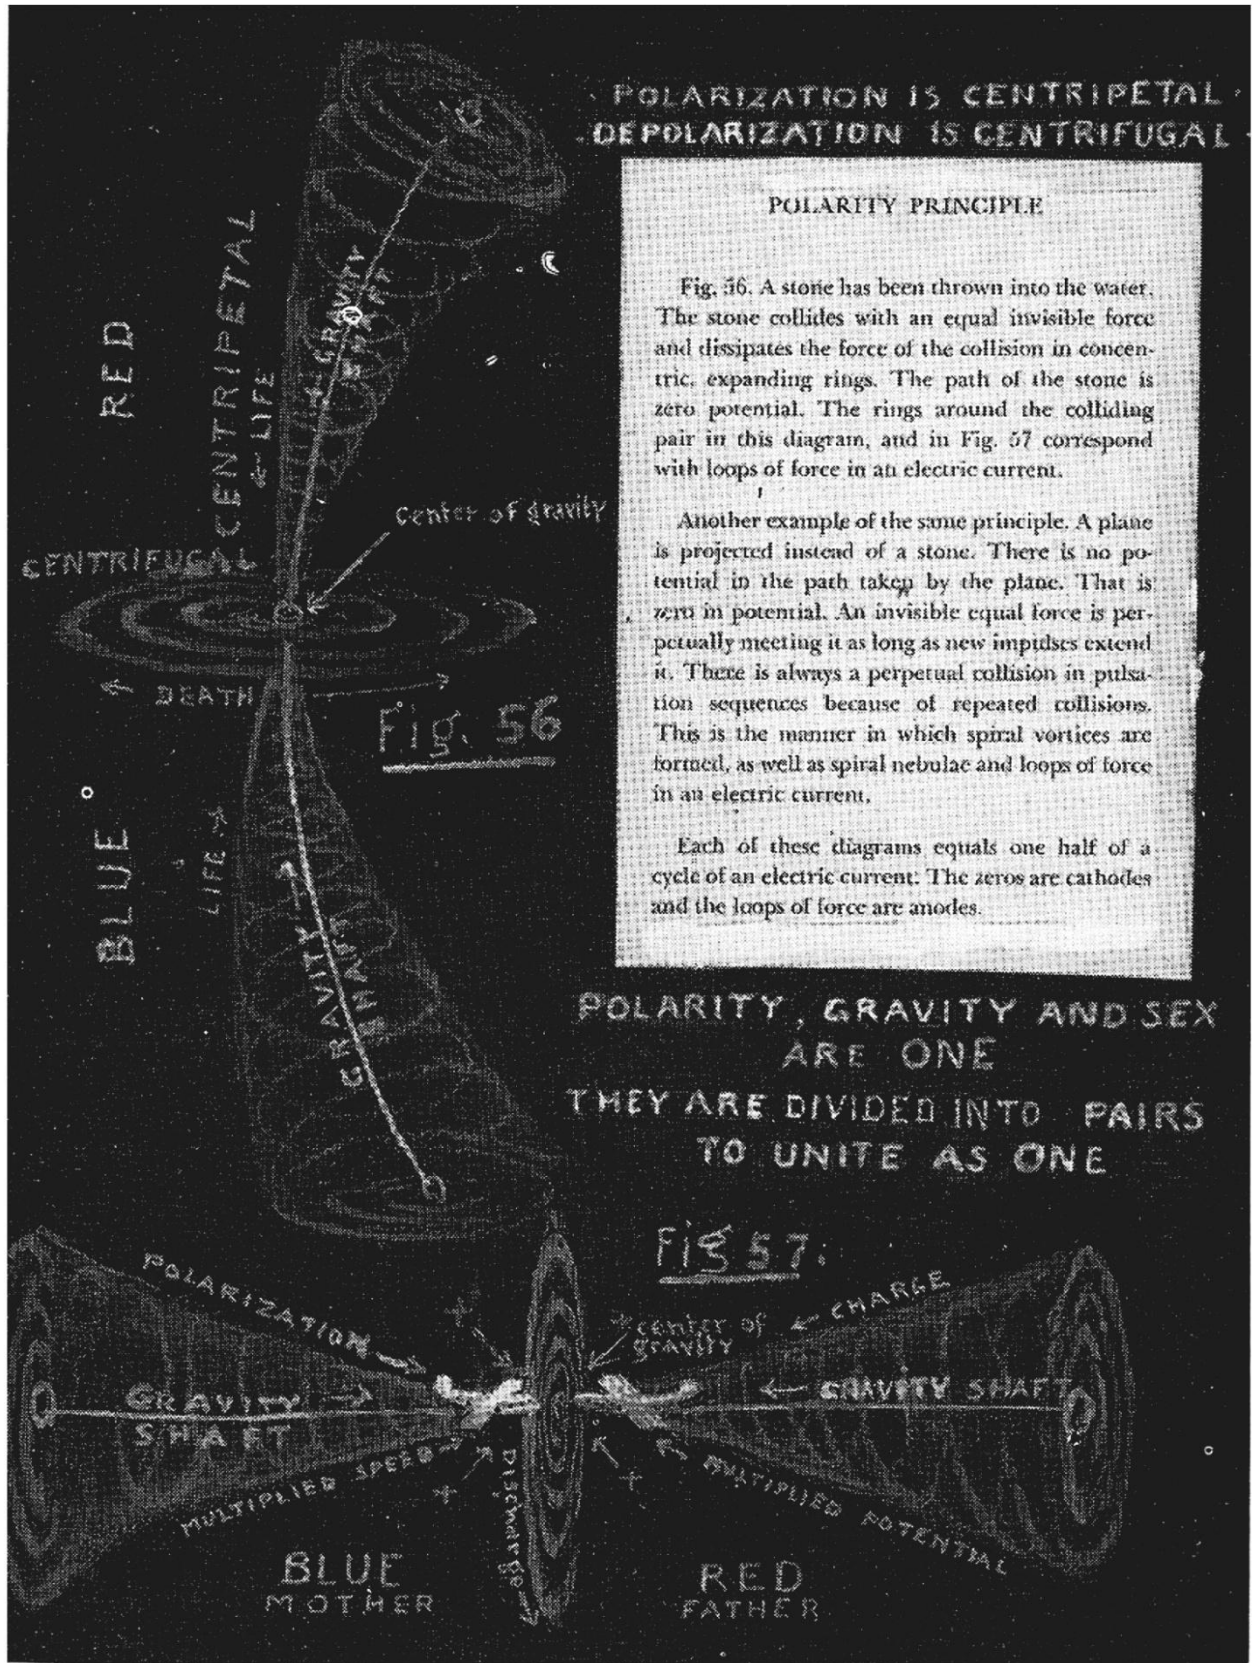 POLARIZATION IS CENTRIPETAL
DEPOLARIZATION IS CENTRIFUGAL
POLARITY PRINCIPLE
Fig. 56. A stone has been thrown into the water.
The stone collides with an equal invisible force
and dissipates the force of the collision in concen-
tric, expanding rings. The path of the stone is
zero potential. The rings around the colliding
pair in this diagram, and in Fig. 57 correspond
with loops of force in an electric current.
Another example of the same principle. A plane
is projected instead of a stone. There is no po-
tential in the path taken by the plane. That is
zero in potential. An invisible equal force is per-
petually meeting it as long as new impulses extend
it. There is always a perpetual collision in pulsa-
tion sequences because of repeated collisions.
This is the manner in which spiral vortices are
formed, as well as spiral nebulae and loops of force
in an electric current.
Each of these diagrams equals one half of a
cycle of an electric current. The zeros are cathodes
and the loops of force are anodes.
RED
CENTRIPETAL
← LIFE
GRAVITY
SHAFT
center of gravity
CENTRIFUGAL
← DEATH →
Fig. 56
BLUE
LIFE →
GRAVITY
SHAFT
POLARITY, GRAVITY AND SEX
ARE ONE
THEY ARE DIVIDED INTO PAIRS
TO UNITE AS ONE
Fig 57.
POLARIZATION →
+
+ center of
gravity
← CHARGE
GRAVITY →
SHAFT
← GRAVITY SHAFT
MULTIPLIED SPEED →
+
Discharge →
+
← MULTIPLIED POTENTIAL
BLUE
MOTHER
RED
FATHER